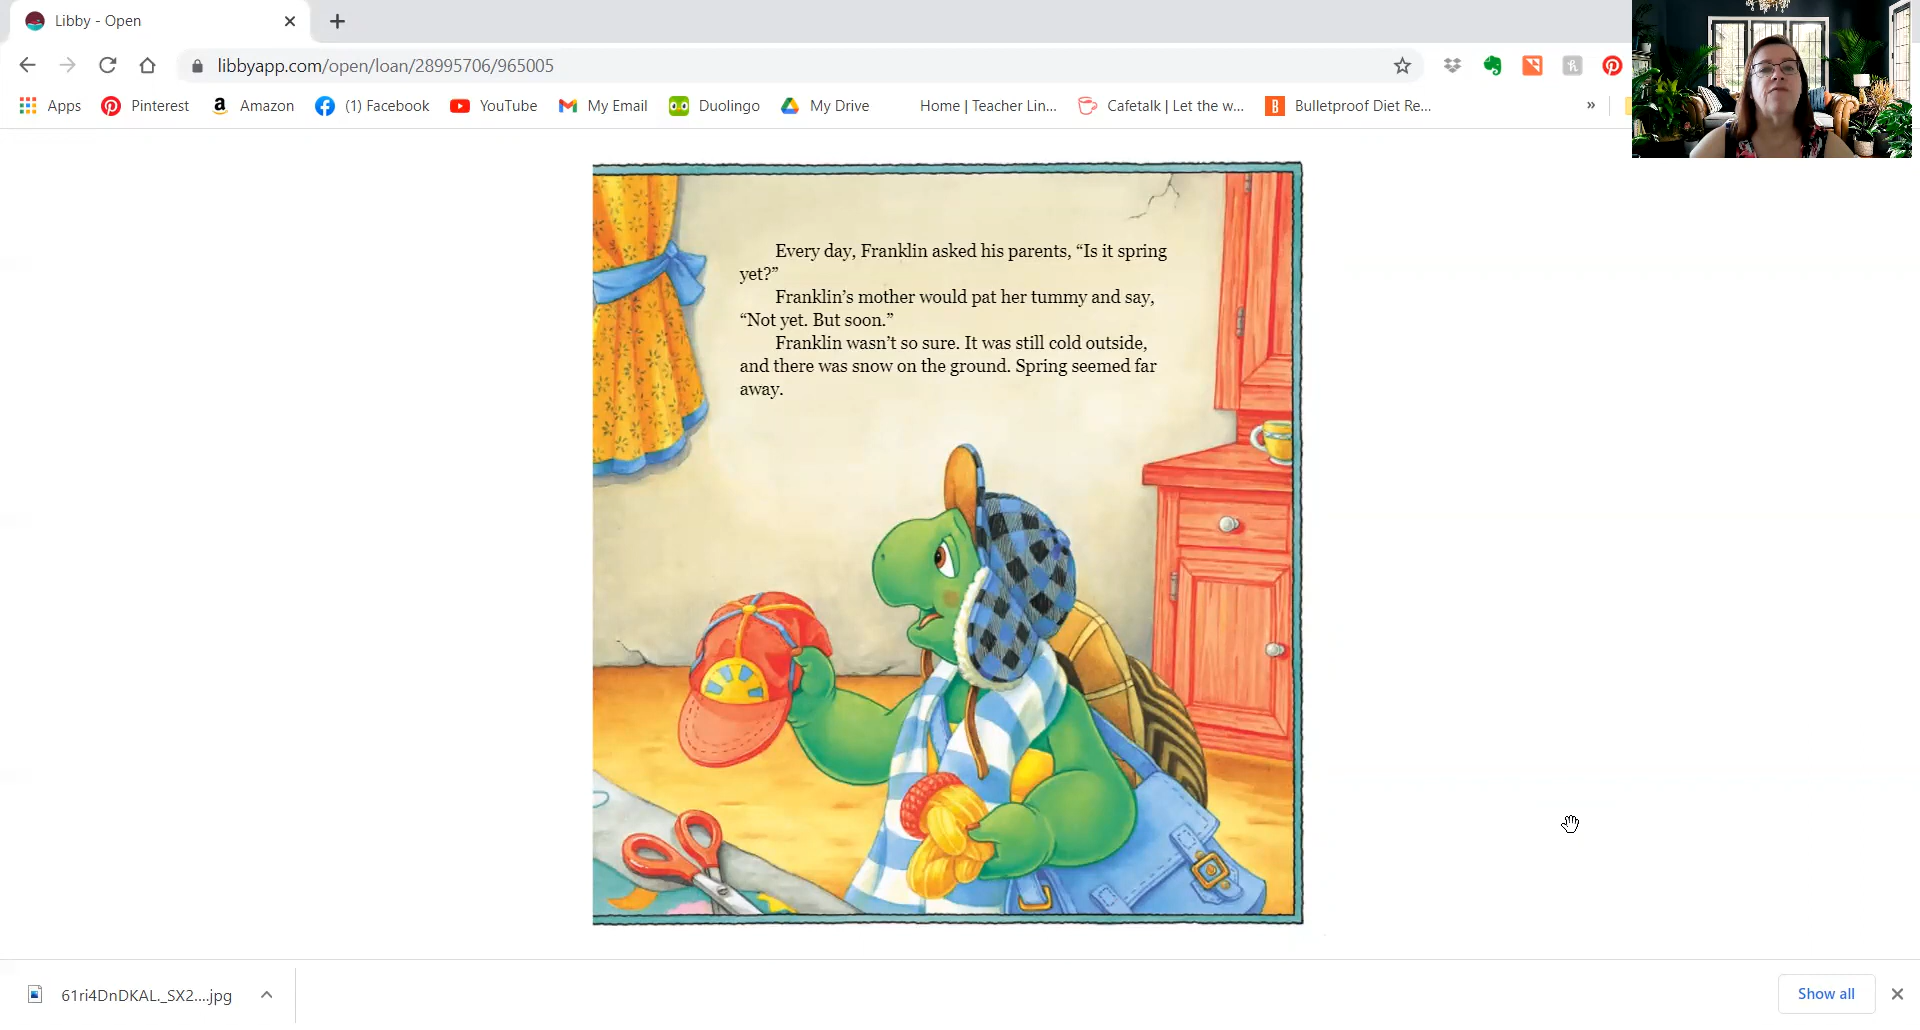 Libby - Open
libbyapp.com/open/loan/28995706/965005
Apps Pinterest Amazon (1) Facebook YouTube My Email Duolingo My Drive Home | Teacher Lin... Cafetalk | Let the w... Bulletproof Diet Re... »
Every day, Franklin asked his parents, “Is it spring
yet?”
Franklin’s mother would pat her tummy and say,
“Not yet. But soon.”
Franklin wasn’t so sure. It was still cold outside,
and there was snow on the ground. Spring seemed far
away.
61ri4DnDKAL._SX2....jpg
Show all